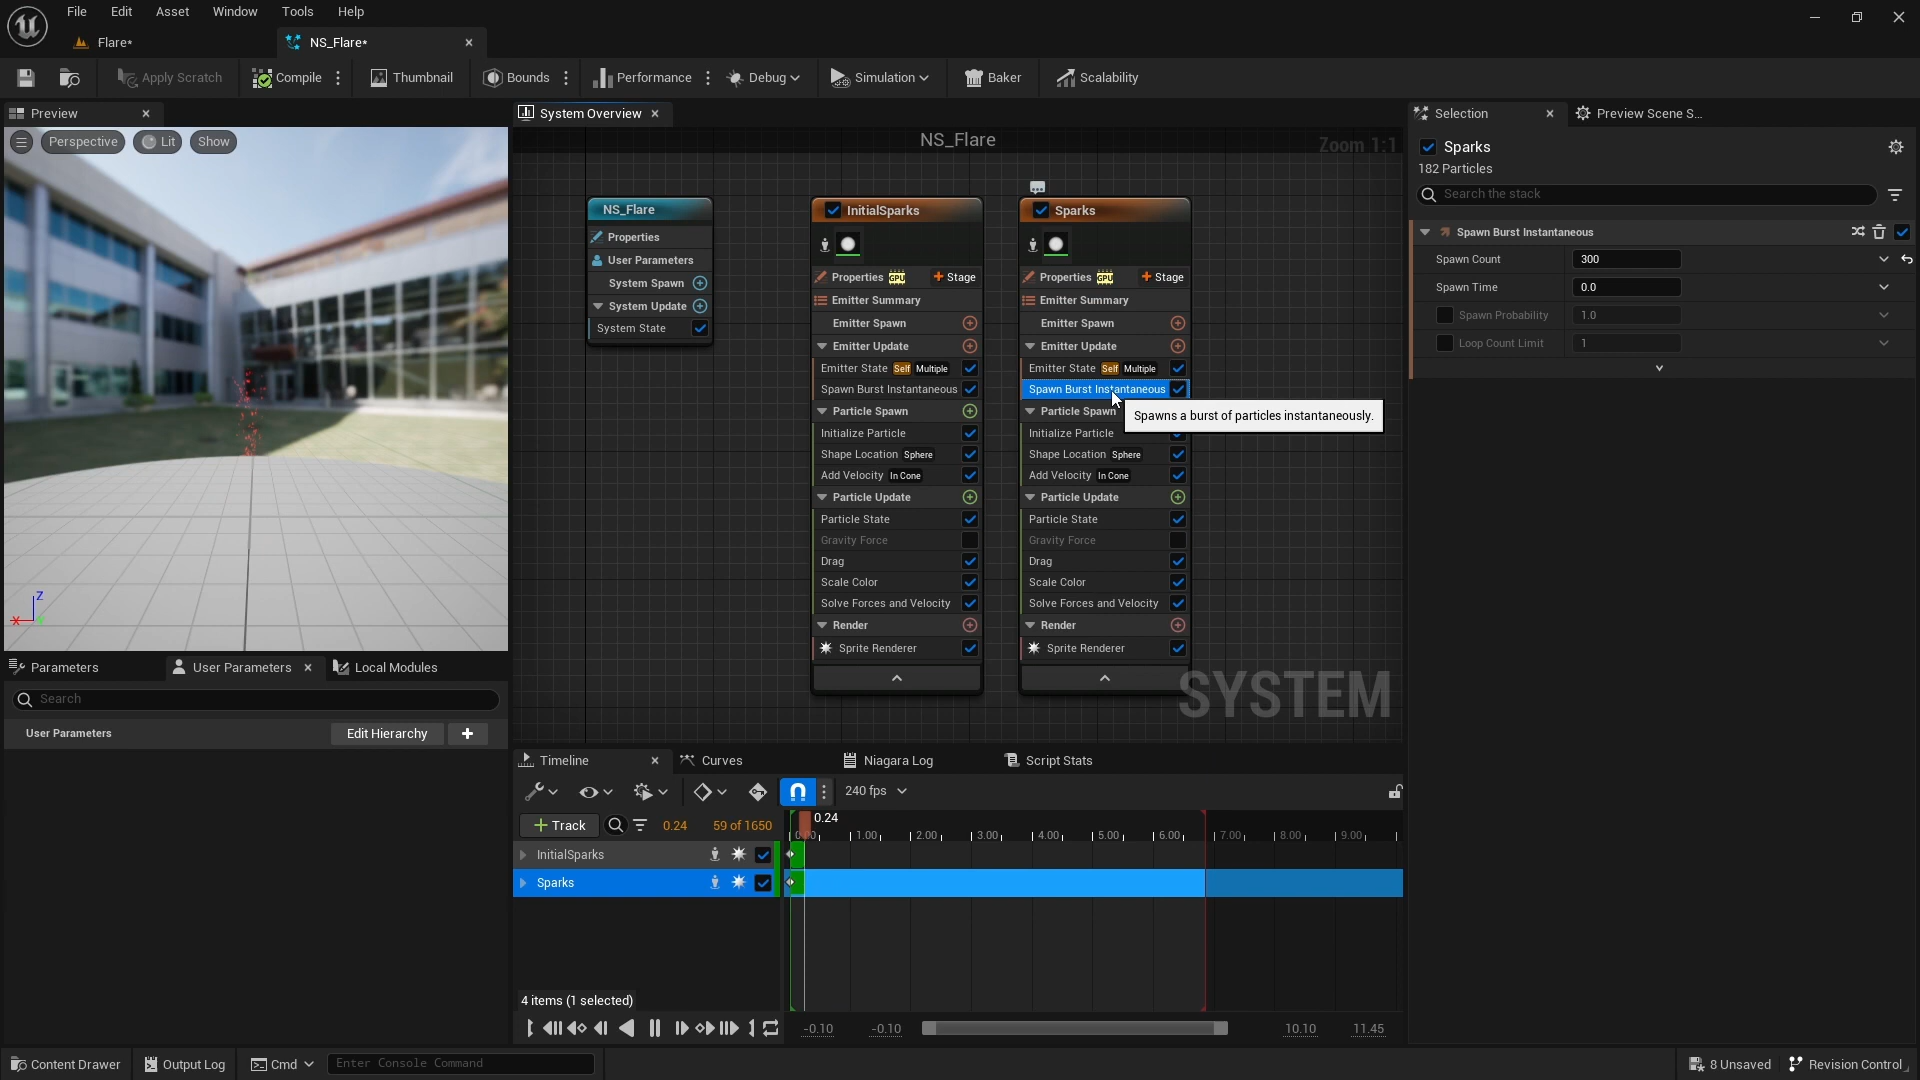 File Edit Asset Window Tools Help
Flare*
NS_Flare*
Apply Scratch
Compile
Thumbnail
Bounds
Performance
Debug
Simulation
Baker
Scalability
Preview
System Overview
Selection
Preview Scene S...
Perspective
Lit
Show
NS_Flare
Zoom 1:1
Sparks
182 Particles
Search the stack
Spawn Burst Instantaneous
Spawn Count 300
Spawn Time 0.0
Spawn Probability 1.0
Loop Count Limit 1
NS_Flare
Properties
User Parameters
System Spawn
System Update
System State
InitialSparks
Properties GPU + Stage
Emitter Summary
Emitter Spawn
Emitter Update
Emitter State Self Multiple
Spawn Burst Instantaneous
Particle Spawn
Initialize Particle
Shape Location Sphere
Add Velocity In Cone
Particle Update
Particle State
Gravity Force
Drag
Scale Color
Solve Forces and Velocity
Render
Sprite Renderer
Sparks
Properties GPU + Stage
Emitter Summary
Emitter Spawn
Emitter Update
Emitter State Self Multiple
Spawn Burst Instantaneous
Spawns a burst of particles instantaneously.
Particle Spawn
Initialize Particle
Shape Location Sphere
Add Velocity In Cone
Particle Update
Particle State
Gravity Force
Drag
Scale Color
Solve Forces and Velocity
Render
Sprite Renderer
SYSTEM
Z
X
Parameters
User Parameters
Local Modules
Search
User Parameters
Edit Hierarchy
+
Timeline
Curves
Niagara Log
Script Stats
240 fps
+ Track
0.24
59 of 1650
0.24
0.00 1.00 2.00 3.00 4.00 5.00 6.00 7.00 8.00 9.00
InitialSparks
Sparks
4 items (1 selected)
-0.10 -0.10 10.10 11.45
Content Drawer
Output Log
Cmd
Enter Console Command
8 Unsaved
Revision Control